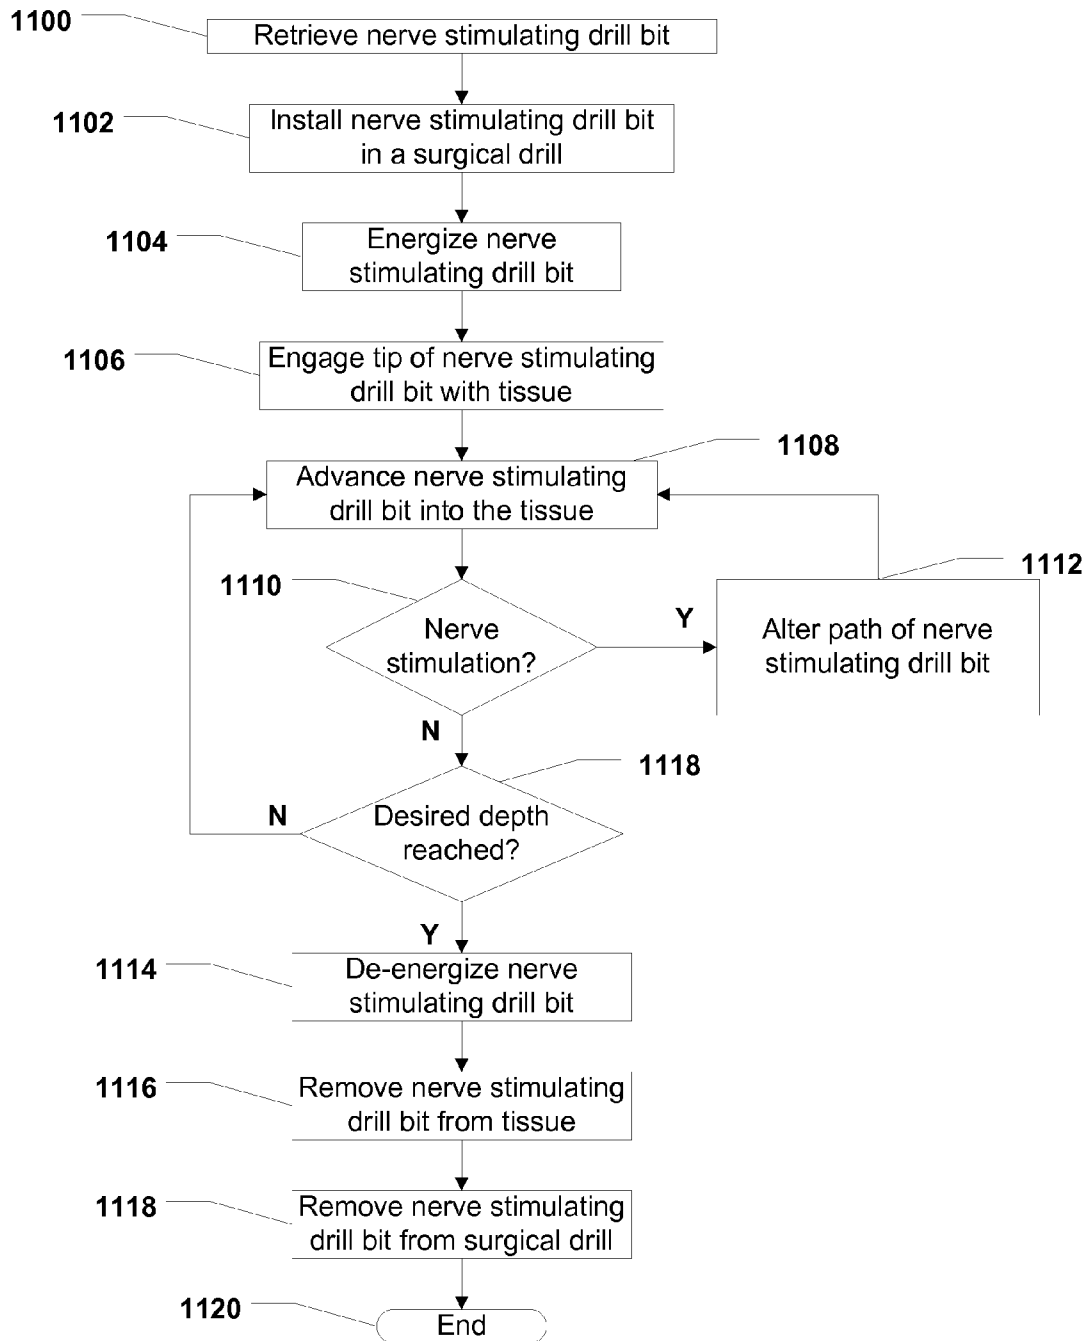 1100
Retrieve nerve stimulating drill bit
1102
Install nerve stimulating drill bit
in a surgical drill
1104
Energize nerve
stimulating drill bit
1106
Engage tip of nerve stimulating
drill bit with tissue
1108
Advance nerve stimulating
drill bit into the tissue
1110
Nerve
stimulation?
Y
1112
Alter path of nerve
stimulating drill bit
N
1118
Desired depth
reached?
N
Y
1114
De-energize nerve
stimulating drill bit
1116
Remove nerve stimulating
drill bit from tissue
1118
Remove nerve stimulating
drill bit from surgical drill
1120
End